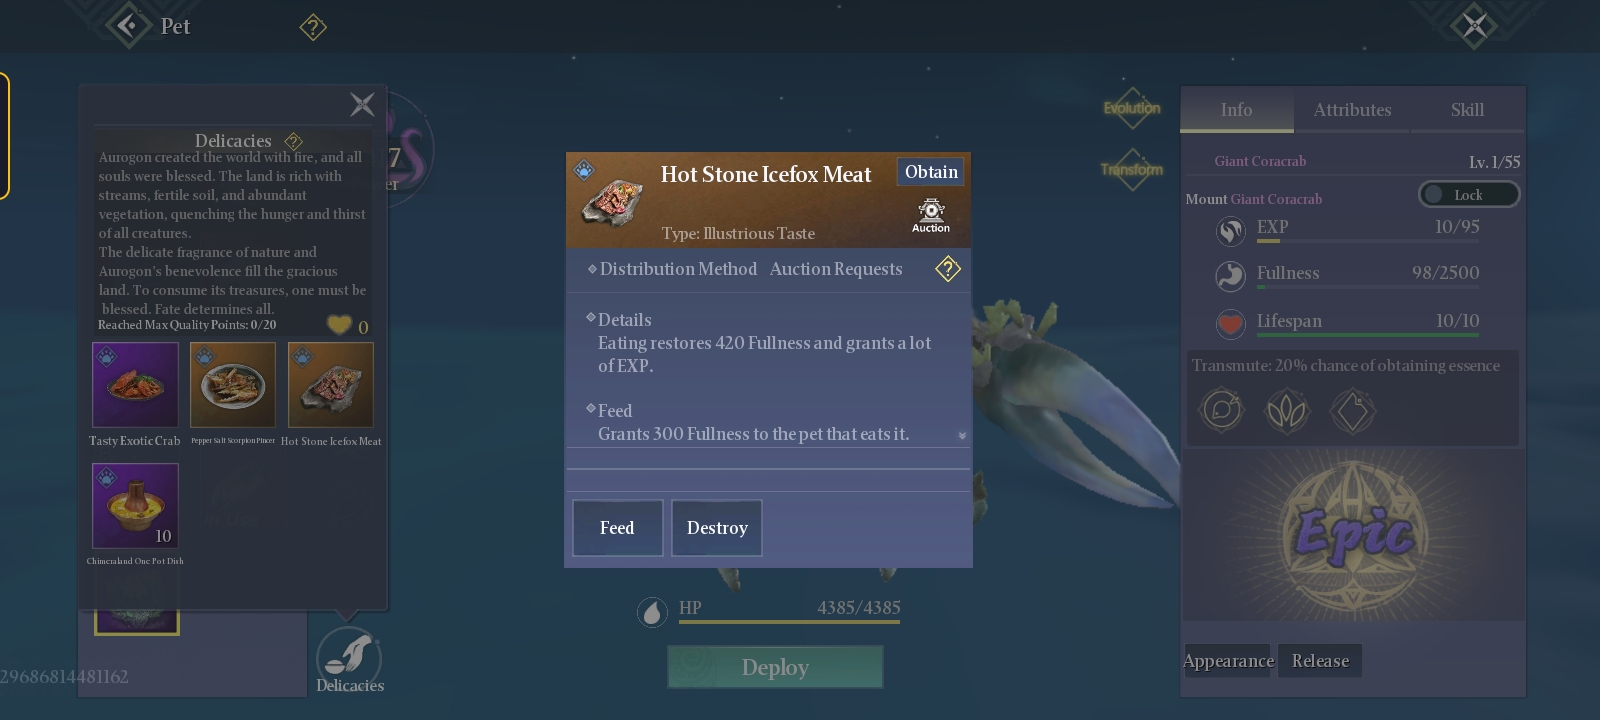 Pet
Delicacies
Aurogon created the world with fire, and all
souls were blessed. The land is rich with
streams, fertile soil, and abundant
vegetation, quenching the hunger and thirst
of all creatures.
The delicate fragrance of nature and
Aurogon's benevolence fill the gracious
land. To consume its treasures, one must be
blessed. Fate determines all.
Reached Max Quality Points: 0/20
0
Tasty Exotic Crab
Pepper Salt Scorpion Pincer
Hot Stone Icefox Meat
10
Chimeraland One Pot Dish
29686814481162
Delicacies
Hot Stone Icefox Meat
Obtain
Type: Illustrious Taste
Auction
Distribution Method Auction Requests
Details
Eating restores 420 Fullness and grants a lot
of EXP.
Feed
Grants 300 Fullness to the pet that eats it.
Feed
Destroy
HP 4385/4385
Deploy
Evolution
Transform
Info Attributes Skill
Giant Coracrab Lv. 1/55
Mount Giant Coracrab Lock
EXP 10/95
Fullness 98/2500
Lifespan 10/10
Transmute: 20% chance of obtaining essence
Epic
Appearance Release